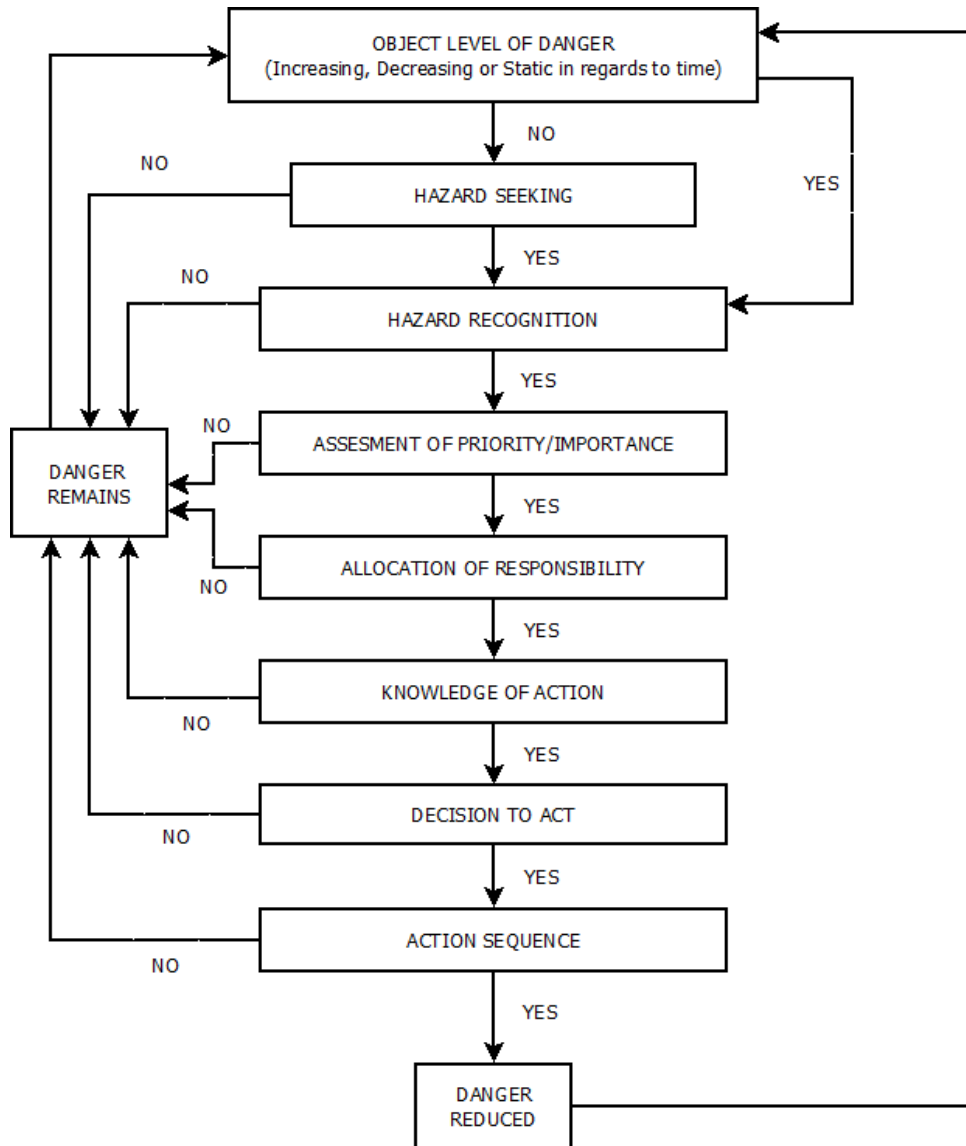 OBJECT LEVEL OF DANGER
(Increasing, Decreasing or Static in regards to time)
NO
NO
YES
HAZARD SEEKING
YES
NO
HAZARD RECOGNITION
YES
NO
ASSESMENT OF PRIORITY/IMPORTANCE
DANGER
REMAINS
YES
ALLOCATION OF RESPONSIBILITY
NO
YES
KNOWLEDGE OF ACTION
NO
YES
DECISION TO ACT
NO
YES
ACTION SEQUENCE
NO
YES
DANGER
REDUCED